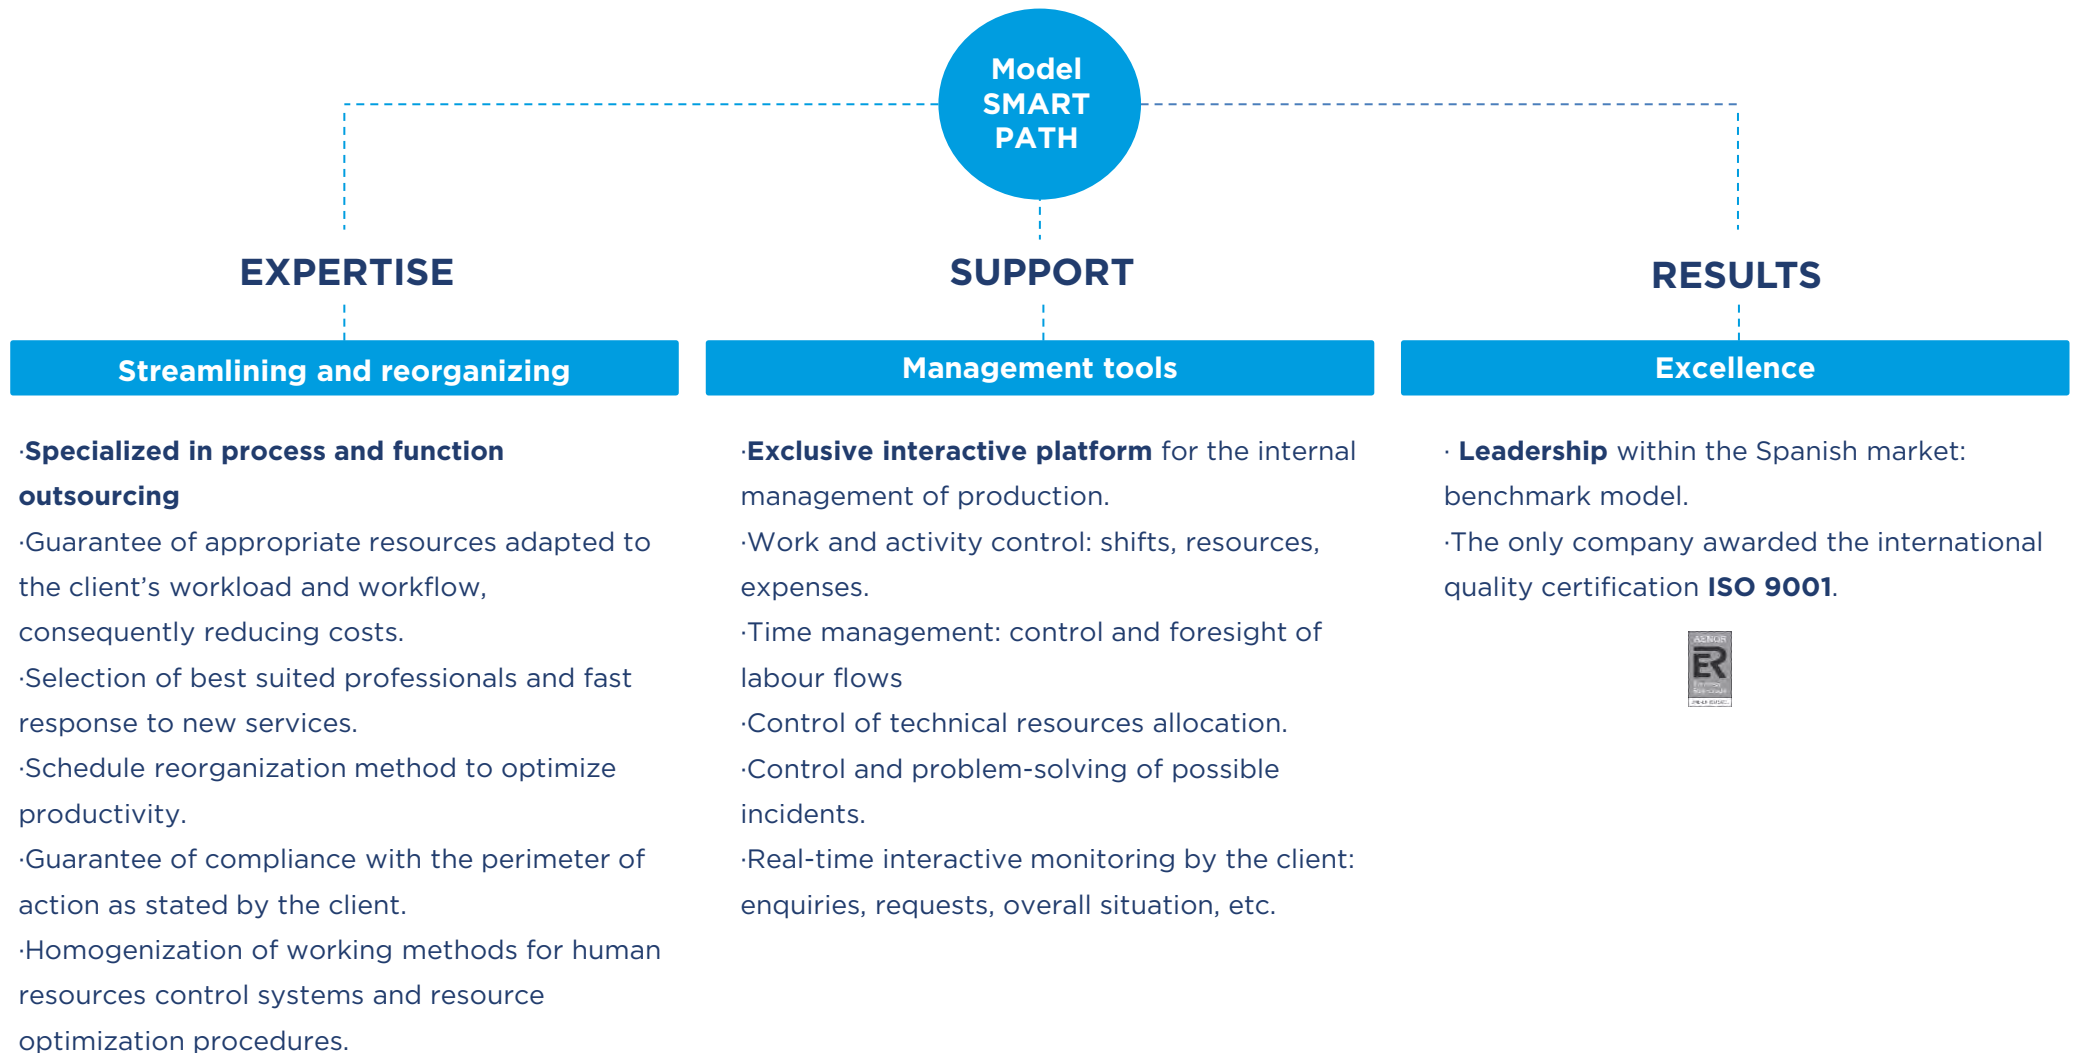 Model
SMART
PATH
EXPERTISE
SUPPORT
RESULTS
Streamlining and reorganizing
·Specialized in process and function
outsourcing
·Guarantee of appropriate resources adapted to
the client’s workload and workflow,
consequently reducing costs.
·Selection of best suited professionals and fast
response to new services.
·Schedule reorganization method to optimize
productivity.
·Guarantee of compliance with the perimeter of
action as stated by the client.
·Homogenization of working methods for human
resources control systems and resource
optimization procedures.
Management tools
·Exclusive interactive platform for the internal
management of production.
·Work and activity control: shifts, resources,
expenses.
·Time management: control and foresight of
labour flows
·Control of technical resources allocation.
·Control and problem-solving of possible
incidents.
·Real-time interactive monitoring by the client:
enquiries, requests, overall situation, etc.
Excellence
· Leadership within the Spanish market:
benchmark model.
·The only company awarded the international
quality certification ISO 9001.
AENOR
ER